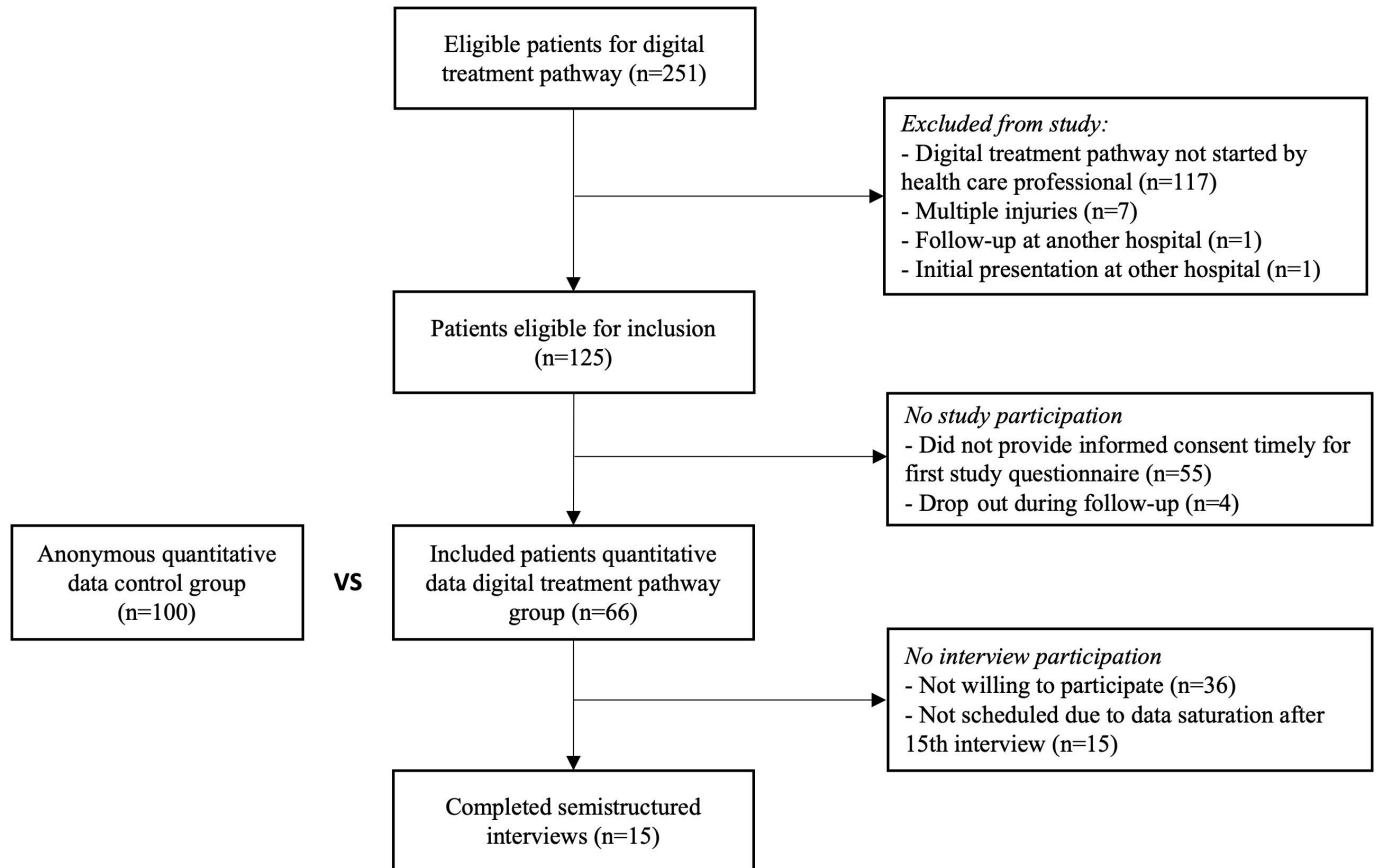 Eligible patients for digital
treatment pathway (n=251)
Excluded from study:
- Digital treatment pathway not started by
health care professional (n=117)
- Multiple injuries (n=7)
- Follow-up at another hospital (n=1)
- Initial presentation at other hospital (n=1)
Patients eligible for inclusion
(n=125)
No study participation
- Did not provide informed consent timely for
first study questionnaire (n=55)
- Drop out during follow-up (n=4)
Anonymous quantitative
data control group
(n=100)
VS
Included patients quantitative
data digital treatment pathway
group (n=66)
No interview participation
- Not willing to participate (n=36)
- Not scheduled due to data saturation after
15th interview (n=15)
Completed semistructured
interviews (n=15)